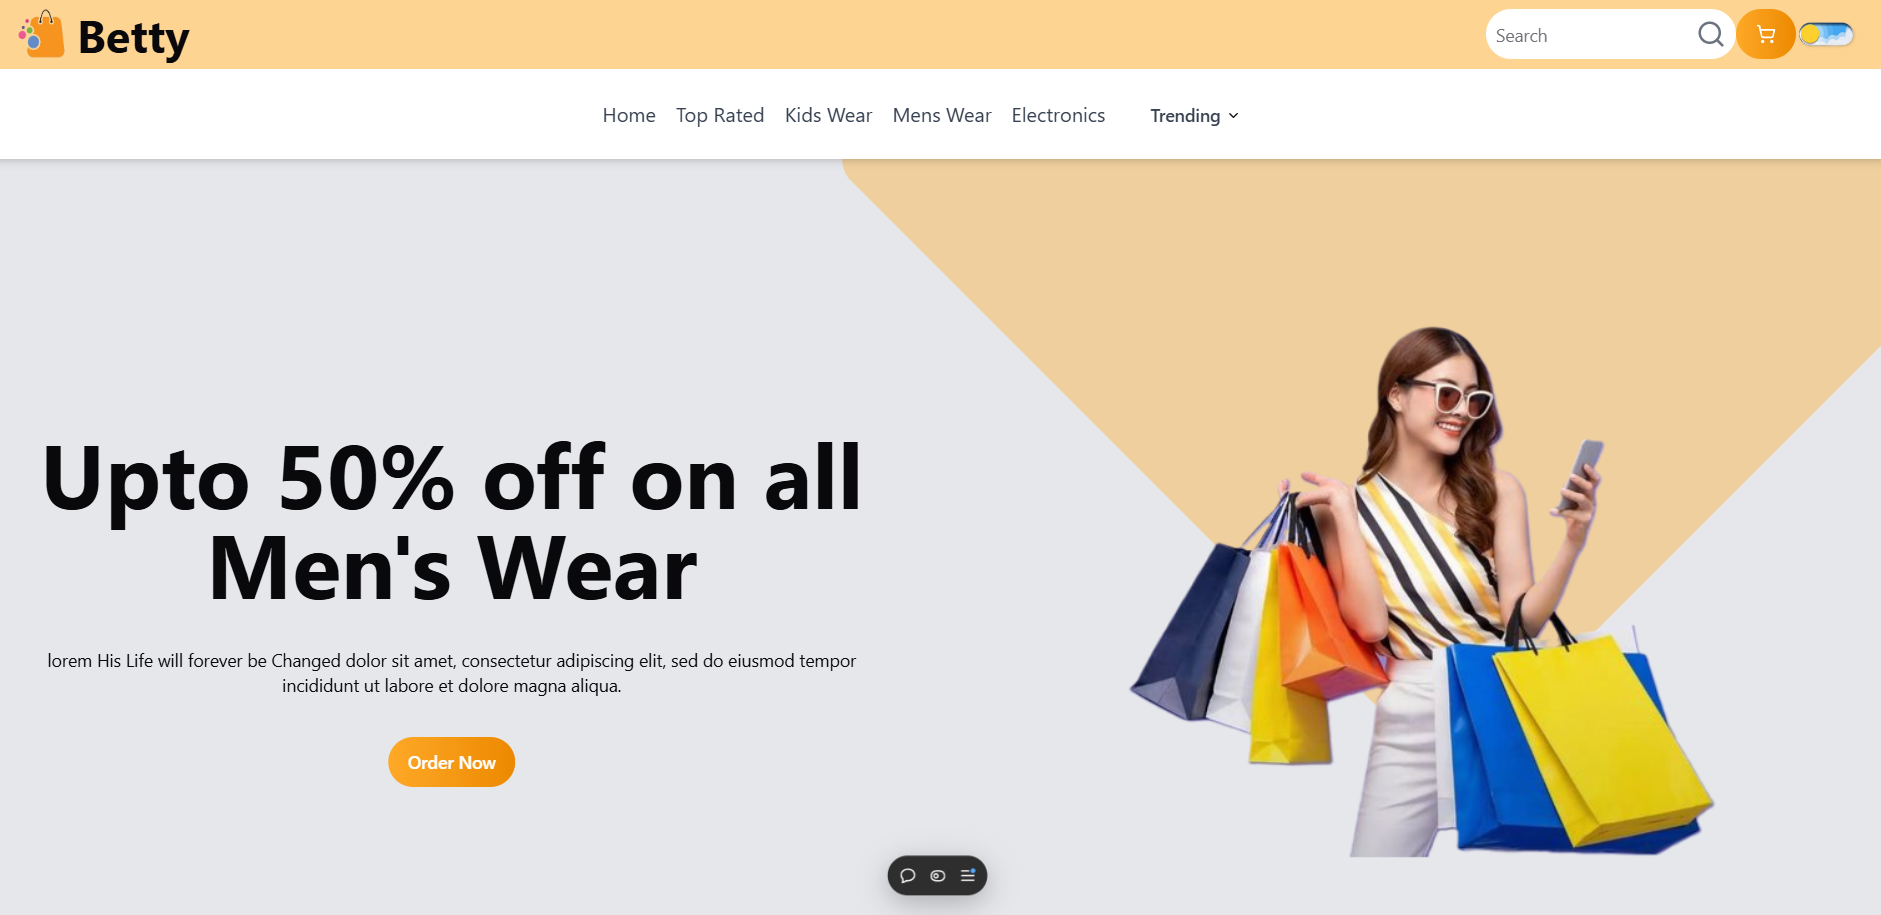 Betty
Search
Home Top Rated Kids Wear Mens Wear Electronics Trending
Upto 50% off on all
Men's Wear
lorem His Life will forever be Changed dolor sit amet, consectetur adipiscing elit, sed do eiusmod tempor
incididunt ut labore et dolore magna aliqua.
Order Now